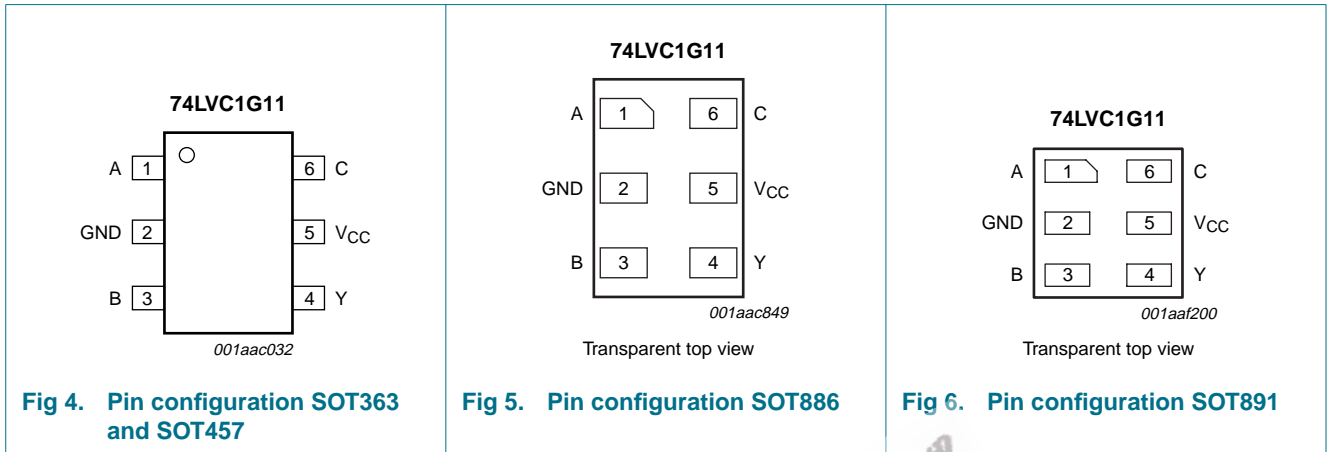 74LVC1G11
A 1 6 C
GND 2 5 VCC
B 3 4 Y
001aac032
Fig 4. Pin configuration SOT363
and SOT457
74LVC1G11
A 1 6 C
GND 2 5 VCC
B 3 4 Y
001aac849
Transparent top view
Fig 5. Pin configuration SOT886
74LVC1G11
A 1 6 C
GND 2 5 VCC
B 3 4 Y
001aaf200
Transparent top view
Fig 6. Pin configuration SOT891